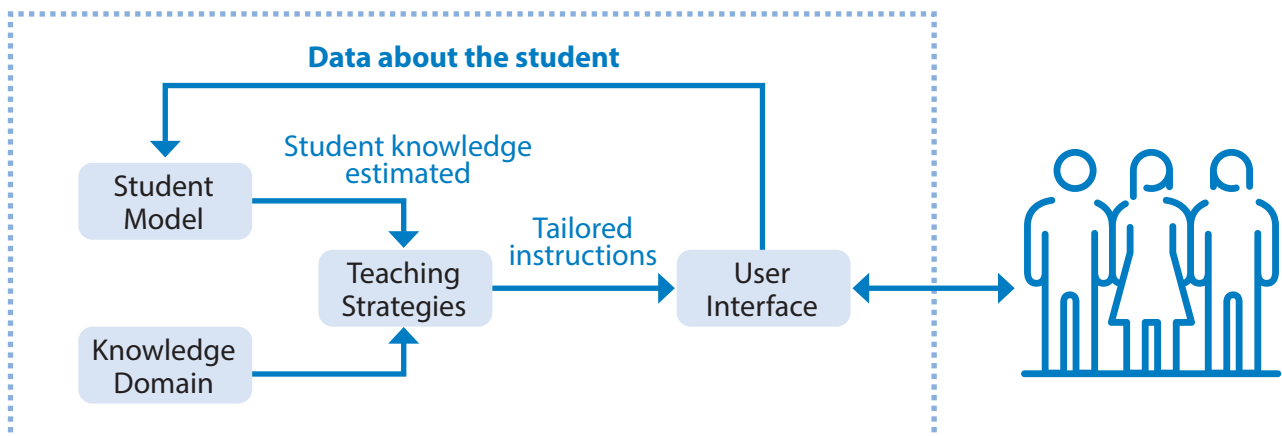 Data about the student
Student knowledge
estimated
Student
Model
Tailored
instructions
Teaching
Strategies
User
Interface
Knowledge
Domain